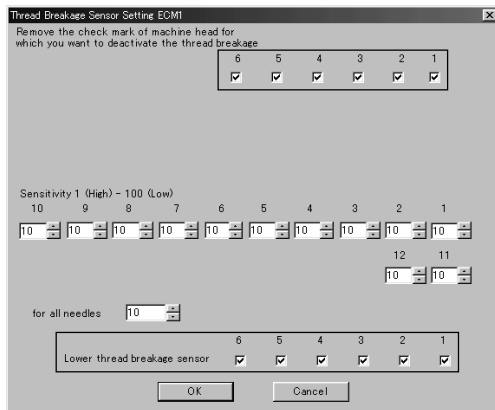 Thread Breakage Sensor Setting ECM1
Remove the check mark of machine head for
which you want to deactivate the thread breakage
6 5 4 3 2 1
Sensitivity 1 (High) - 100 (Low)
10 9 8 7 6 5 4 3 2 1
10 10 10 10 10 10 10 10 10 10
12 11
10 10
for all needles 10
6 5 4 3 2 1
Lower thread breakage sensor
OK Cancel